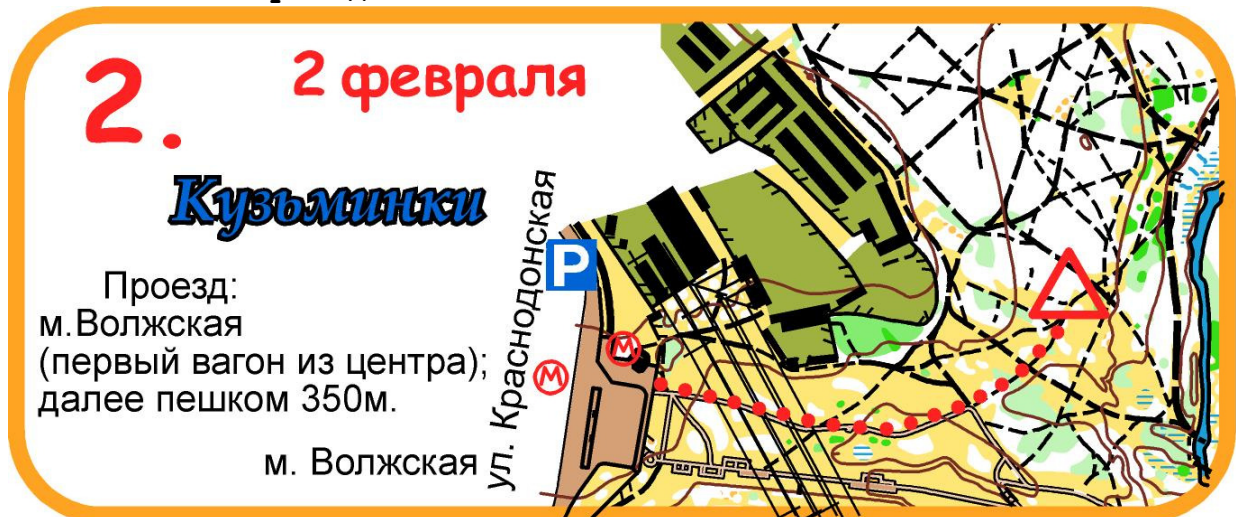 2.
2 февраля
Кузьминки
Проезд:
м.Волжская
(первый вагон из центра);
далее пешком 350м.
м. Волжская
ул. Краснодонская
P
М
М